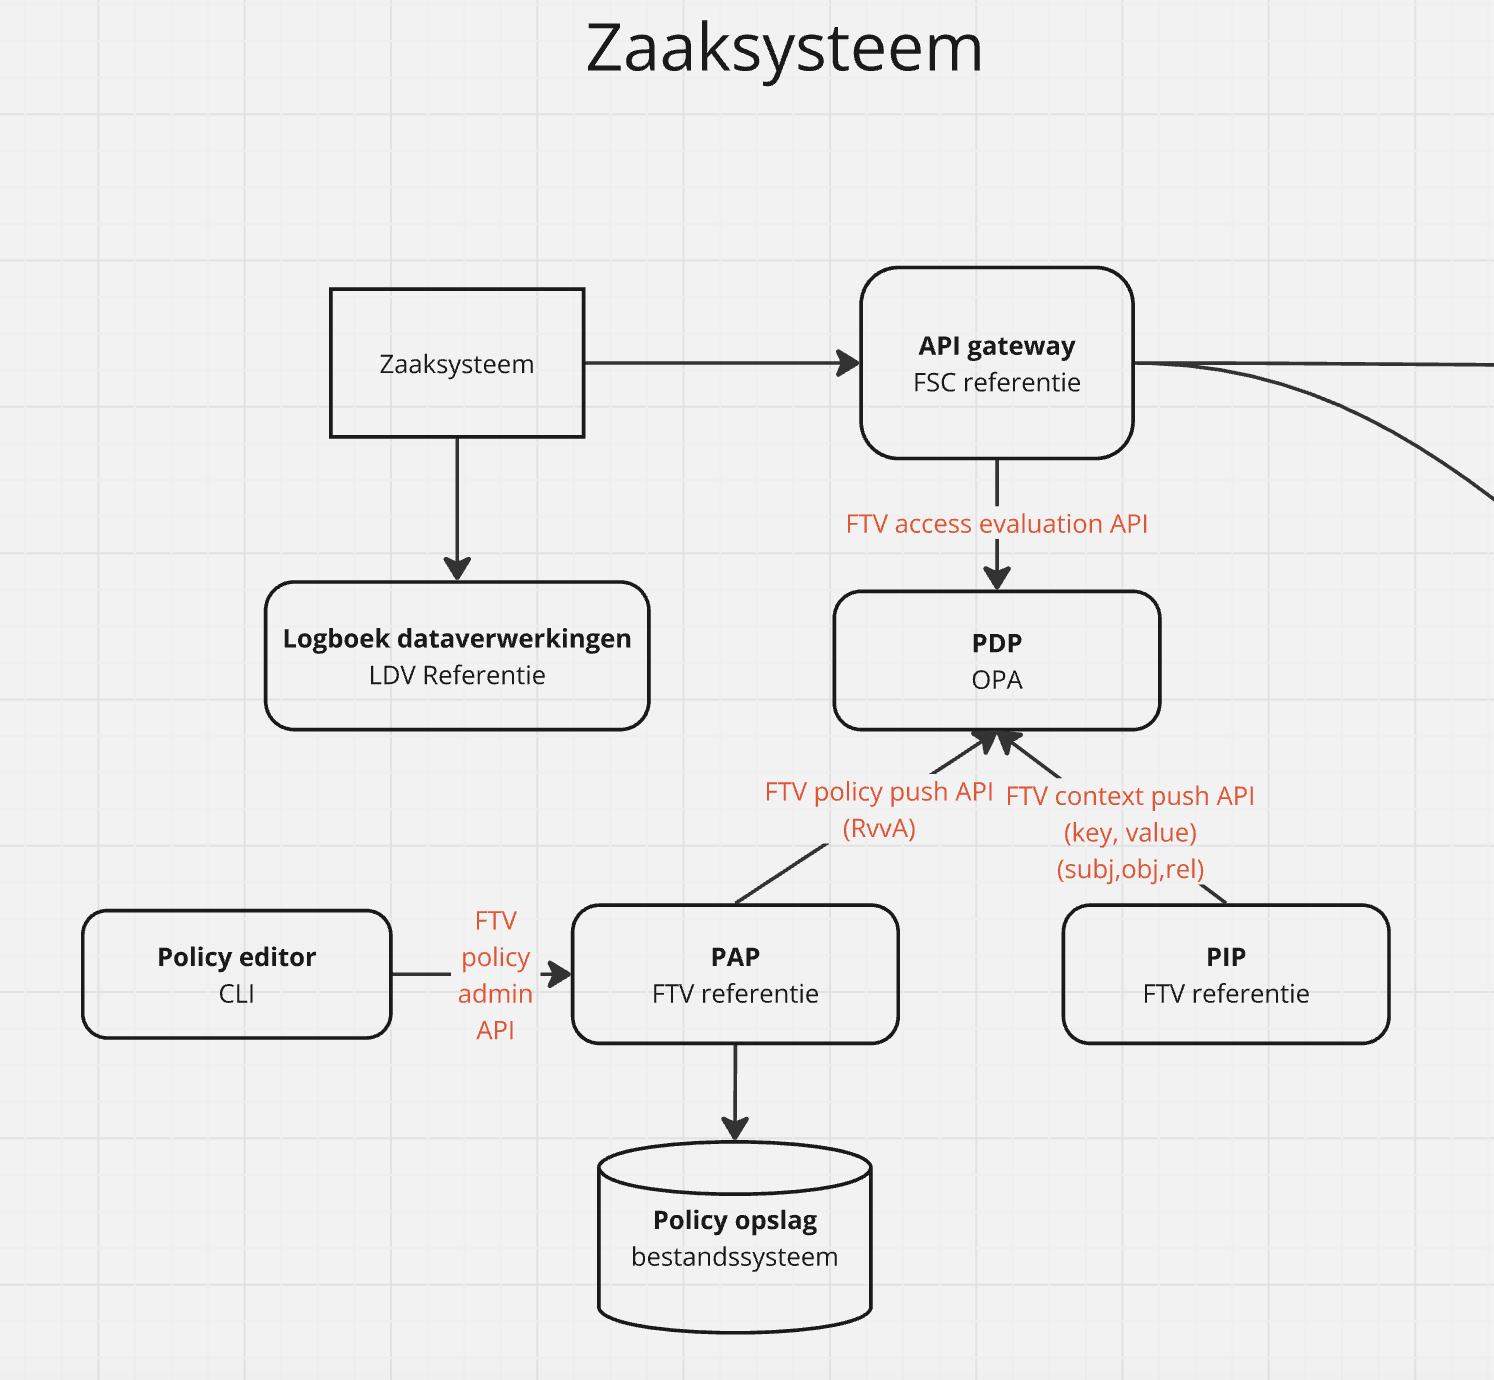 Zaaksysteem
Zaaksysteem
API gateway
FSC referentie
FTV access evaluation API
Logboek dataverwerkingen
LDV Referentie
PDP
OPA
FTV policy push API
(RvvA)
FTV context push API
(key, value)
(subj,obj,rel)
Policy editor
CLI
FTV
policy
admin
API
PAP
FTV referentie
PIP
FTV referentie
Policy opslag
bestandssysteem